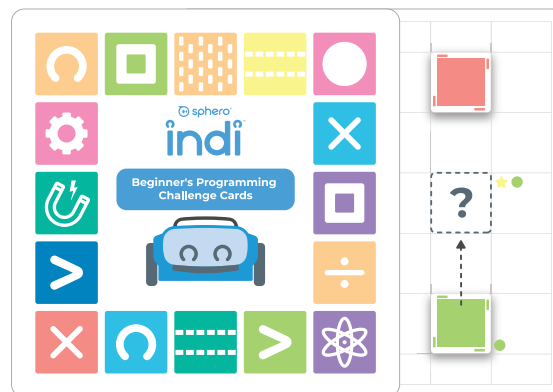 sphero
indi
Beginner's Programming
Challenge Cards
?